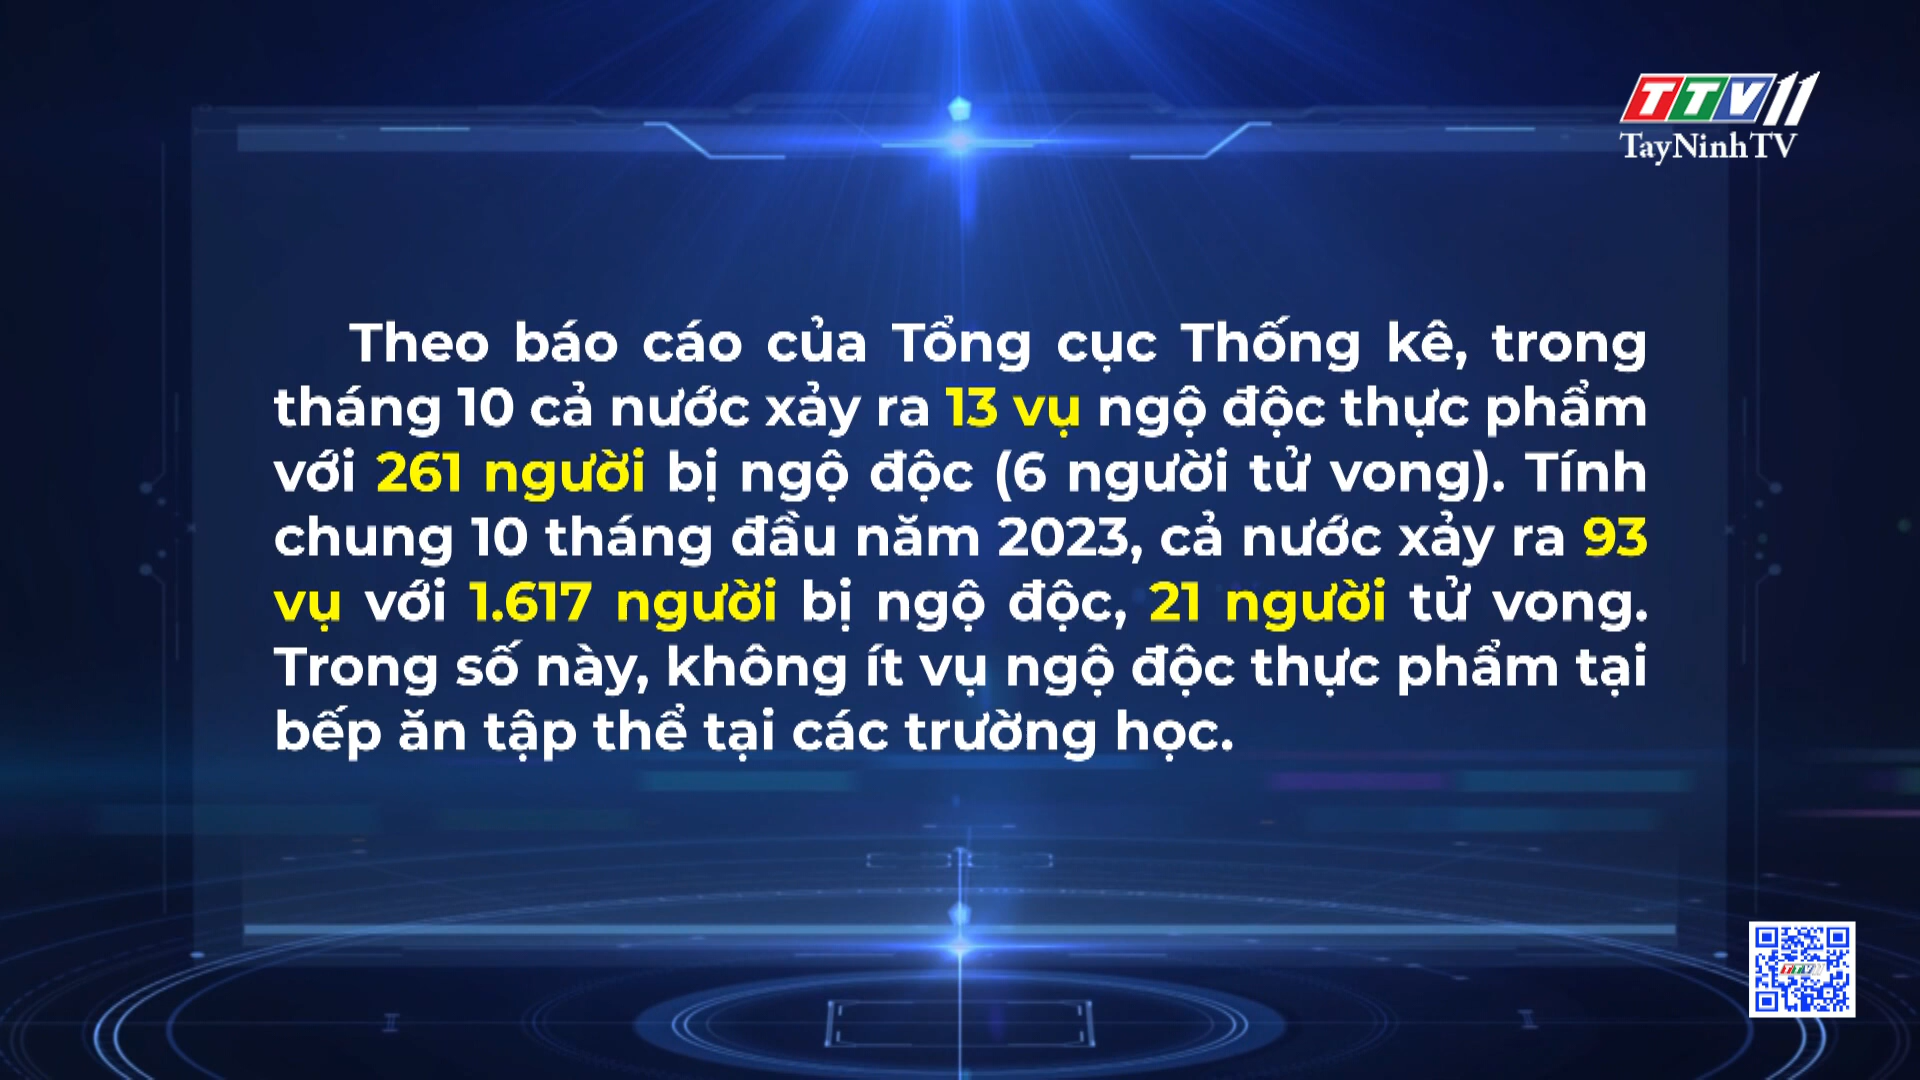 TTV11
TayNinhTV
Theo báo cáo của Tổng cục Thống kê, trong
tháng 10 cả nước xảy ra 13 vụ ngộ độc thực phẩm
với 261 người bị ngộ độc (6 người tử vong). Tính
chung 10 tháng đầu năm 2023, cả nước xảy ra 93
vụ với 1.617 người bị ngộ độc, 21 người tử vong.
Trong số này, không ít vụ ngộ độc thực phẩm tại
bếp ăn tập thể tại các trường học.
TTV11